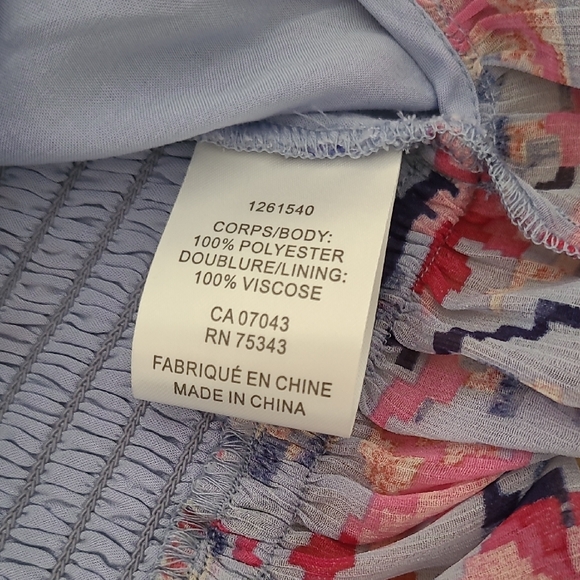 1261540
CORPS/BODY:
100% POLYESTER
DOUBLURE/LINING:
100% VISCOSE
CA 07043
RN 75343
FABRIQUÉ EN CHINE
MADE IN CHINA